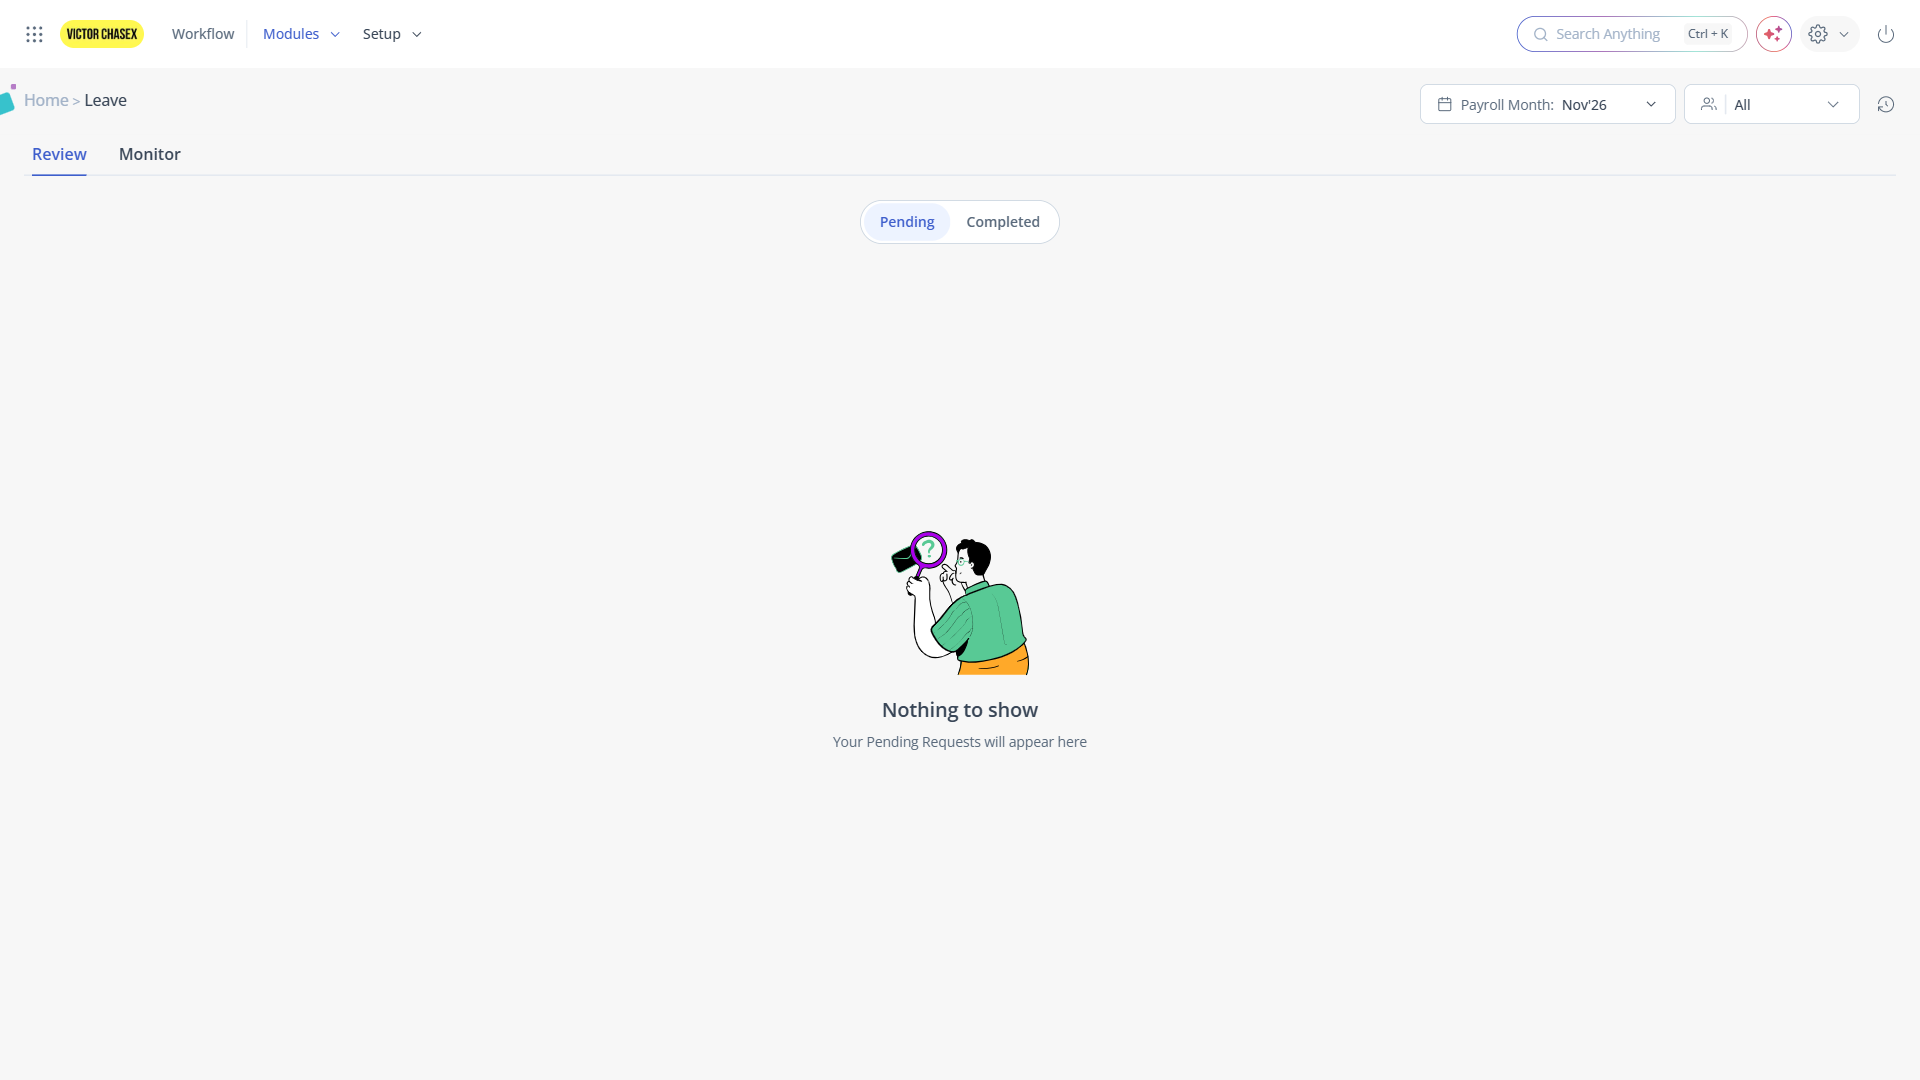 VICTOR CHASEX
Workflow
Modules
Setup
Search Anything
Ctrl + K
Home > Leave
Payroll Month: Nov'26
All
Review
Monitor
Pending
Completed
?
Nothing to show
Your Pending Requests will appear here